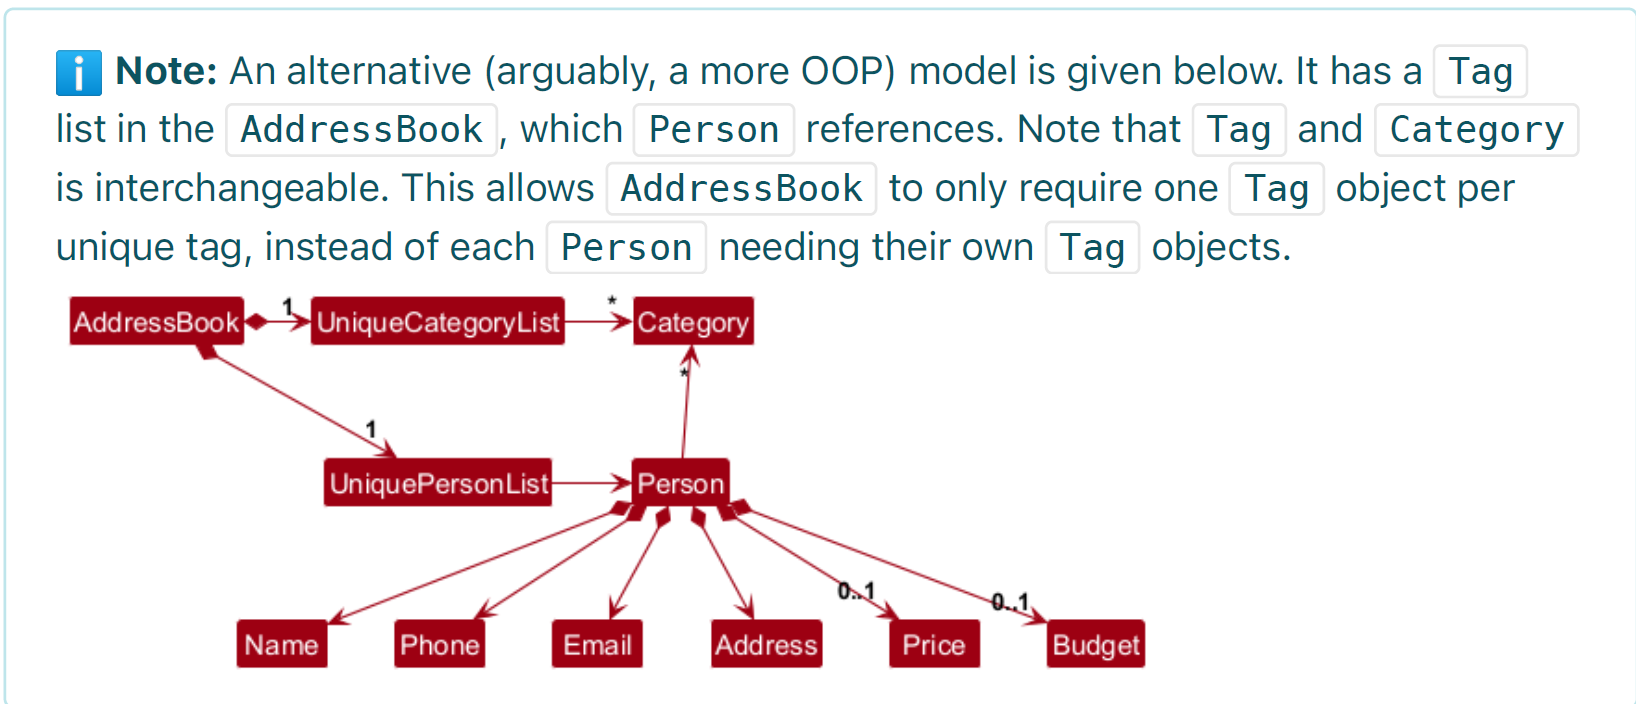 Note: An alternative (arguably, a more OOP) model is given below. It has a Tag
list in the AddressBook, which Person references. Note that Tag and Category
is interchangeable. This allows AddressBook to only require one Tag object per
unique tag, instead of each Person needing their own Tag objects.
AddressBook 1 UniqueCategoryList * Category
*
1
UniquePersonList Person
0..1 0..1
Name Phone Email Address Price Budget